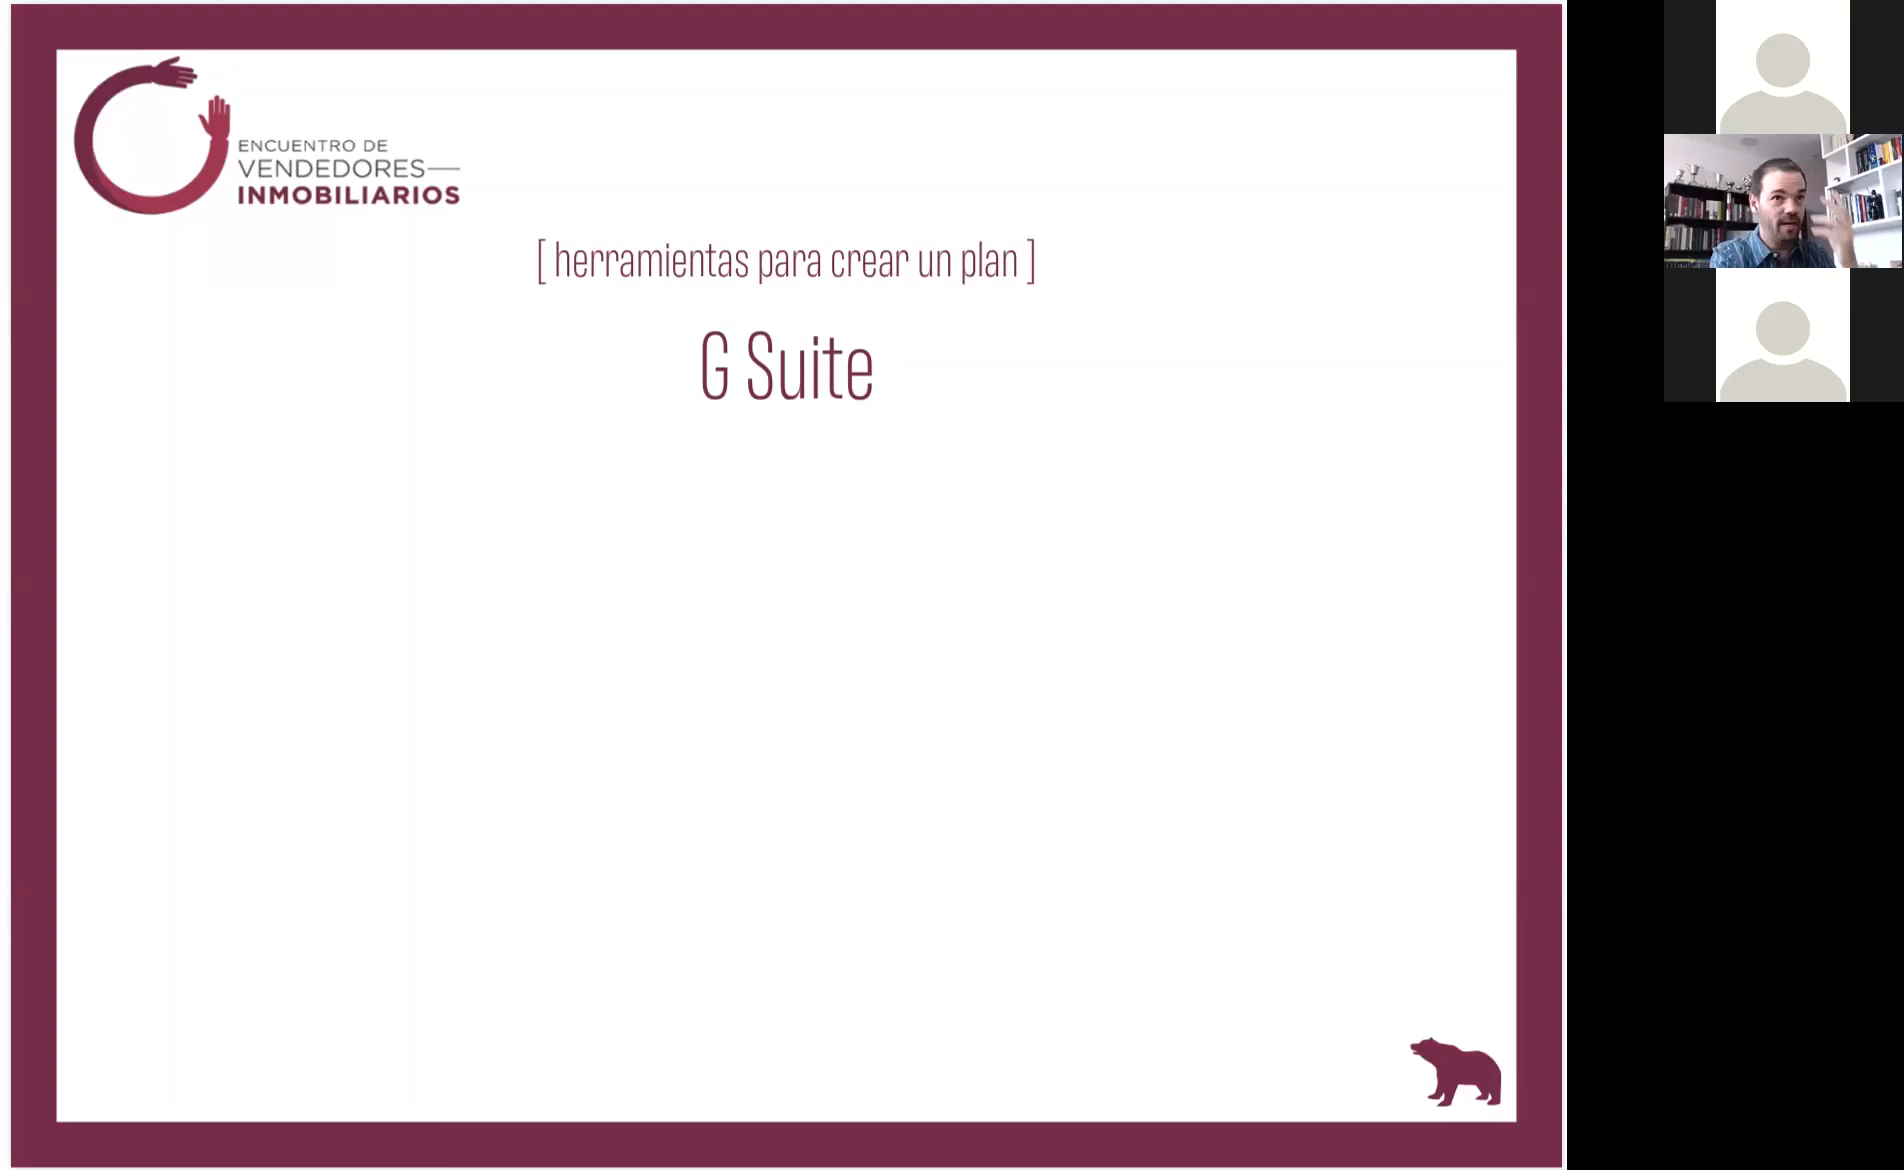 ENCUENTRO DE
VENDEDORES—
INMOBILIARIOS
[ herramientas para crear un plan ]
G Suite